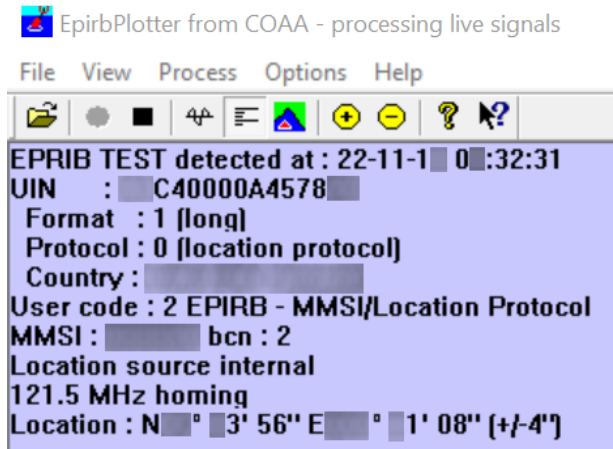 EpirbPlotter from COAA - processing live signals
File View Process Options Help
EPRIB TEST detected at : 22-11-1 0 :32:31
UIN : C40000A4578
Format : 1 (long)
Protocol : 0 (location protocol)
Country :
User code : 2 EPIRB - MMSI/Location Protocol
MMSI : bcn : 2
Location source internal
121.5 MHz homing
Location : N ° 3' 56'' E ° 1' 08'' (+/-4'')